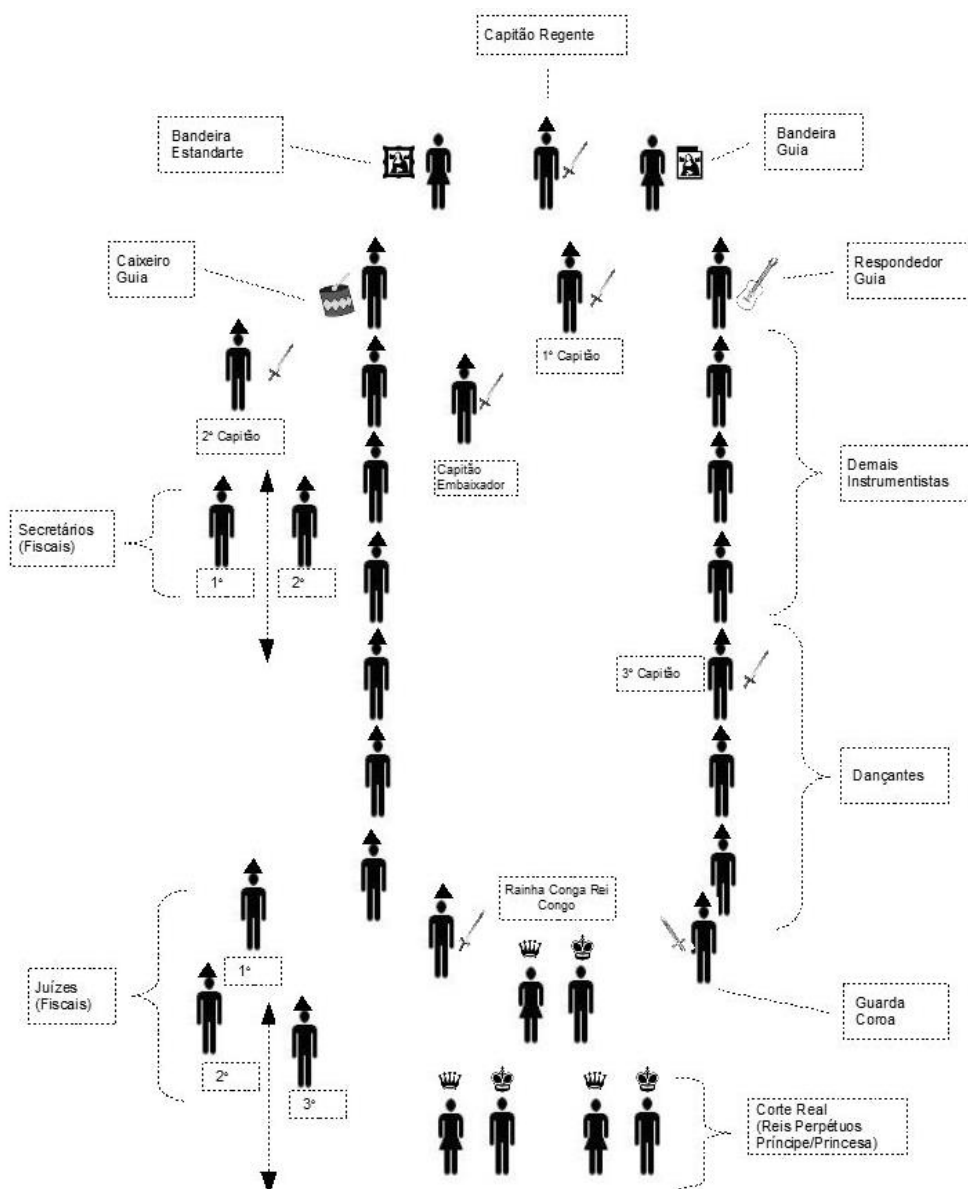 Capitão Regente
Bandeira
Estandarte
Bandeira
Guia
Caixeiro
Guia
Respondedor
Guia
1º Capitão
2º Capitão
Capitão
Embaixador
Demais
Instrumentistas
Secretários
(Fiscais)
1º
2º
3º Capitão
Dançantes
Rainha Conga Rei
Congo
Juízes
(Fiscais)
1º
2º
3º
Guarda
Coroa
Corte Real
(Reis Perpétuos
Príncipe/Princesa)